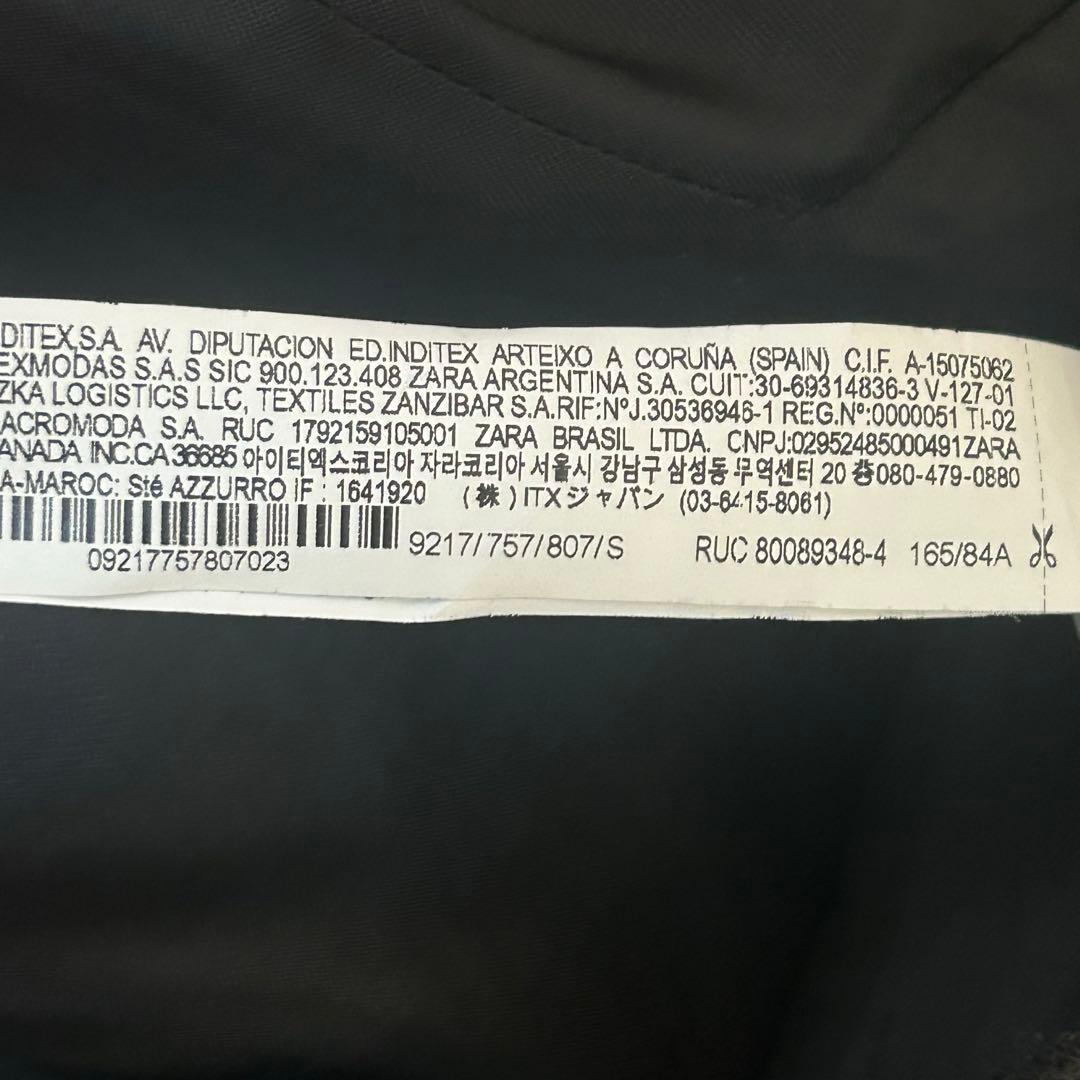 DITEX,S.A. AV. DIPUTACION ED.INDITEX ARTEIXO A CORUÑA (SPAIN) C.I.F. A-15075062
EXMODAS S.A.S SIC 900.123.408 ZARA ARGENTINA S.A. CUIT:30-69314836-3 V-127-01
ZKA LOGISTICS LLC, TEXTILES ZANZIBAR S.A.RIF:NºJ.30536946-1 REG.Nº:0000051 TI-02
ACROMODA S.A. RUC 1792159105001 ZARA BRASIL LTDA. CNPJ:02952485000491ZARA
ANADA INC.CA 36685 아이티엑스코리아 자라코리아 서울시 강남구 삼성동 무역센터 20 층 080-479-0880
A-MAROC: Sté AZZURRO IF : 1641920 (株) ITXジャパン (03-6415-8061)
09217757807023 9217/757/807/S RUC 80089348-4 165/84A